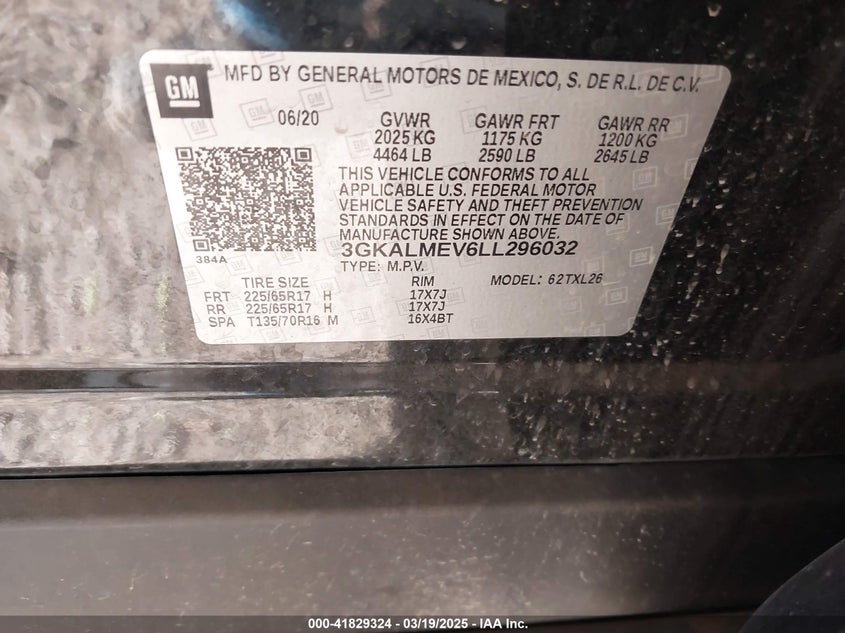 GM
MFD BY GENERAL MOTORS DE MEXICO, S. DE R.L. DE C.V.
06/20 GVWR GAWR FRT GAWR RR
2025 KG 1175 KG 1200 KG
4464 LB 2590 LB 2645 LB
THIS VEHICLE CONFORMS TO ALL
APPLICABLE U.S. FEDERAL MOTOR
VEHICLE SAFETY AND THEFT PREVENTION
STANDARDS IN EFFECT ON THE DATE OF
MANUFACTURE SHOWN ABOVE.
384A
3GKALMEV6LL296032
TYPE: M.P.V. MODEL: 62TXL26
TIRE SIZE RIM
FRT 225/65R17 H 17X7J
RR 225/65R17 H 17X7J
SPA T135/70R16 M 16X4BT
000-41829324 - 03/19/2025 - IAA Inc.